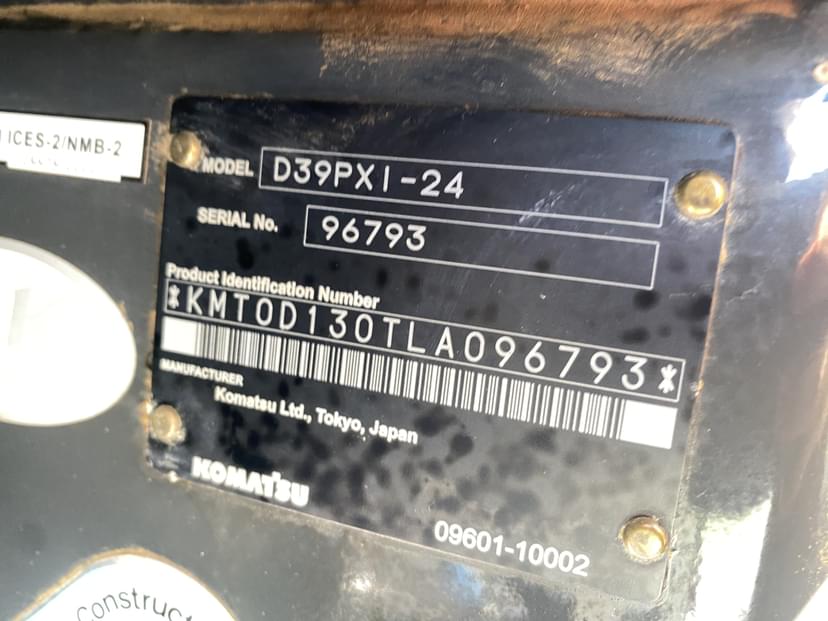 ICES-2/NMB-2
MODEL D39PXI-24
SERIAL No. 96793
Product Identification Number
*KMT0D130TLA096793*
MANUFACTURER
Komatsu Ltd., Tokyo, Japan
KOMATSU
09601-10002